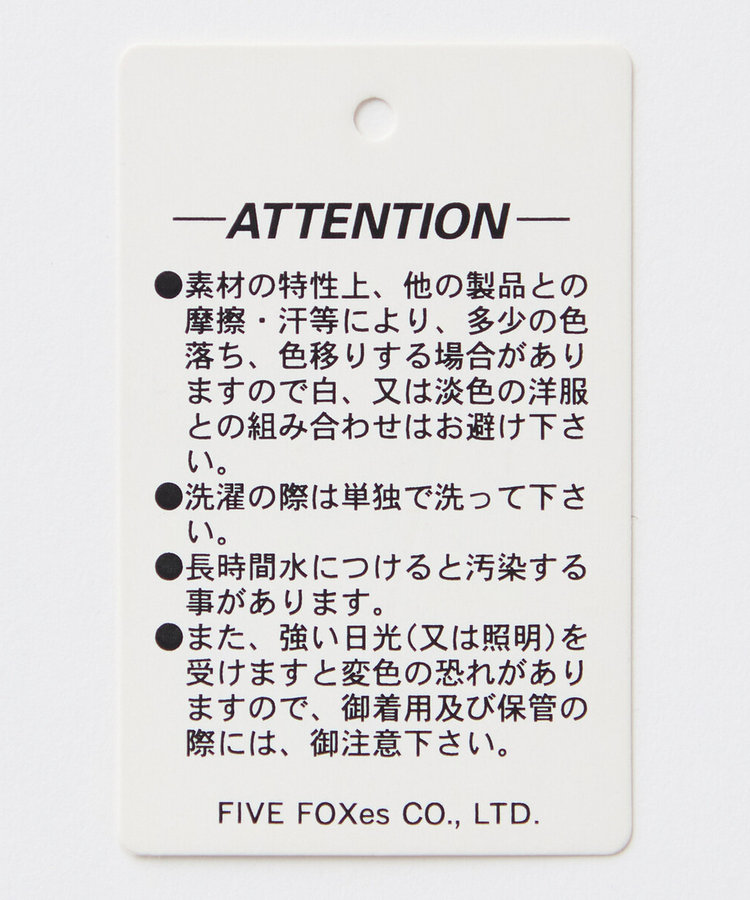 ATTENTION
●素材の特性上、他の製品との
摩擦・汗等により、多少の色
落ち、色移りする場合があり
ますので白、又は淡色の洋服
との組み合わせはお避け下さ
い。
●洗濯の際は単独で洗って下さ
い。
●長時間水につけると汚染する
事があります。
●また、強い日光(又は照明)を
受けますと変色の恐れがあり
ますので、御着用及び保管の
際には、御注意下さい。
FIVE FOXes CO., LTD.